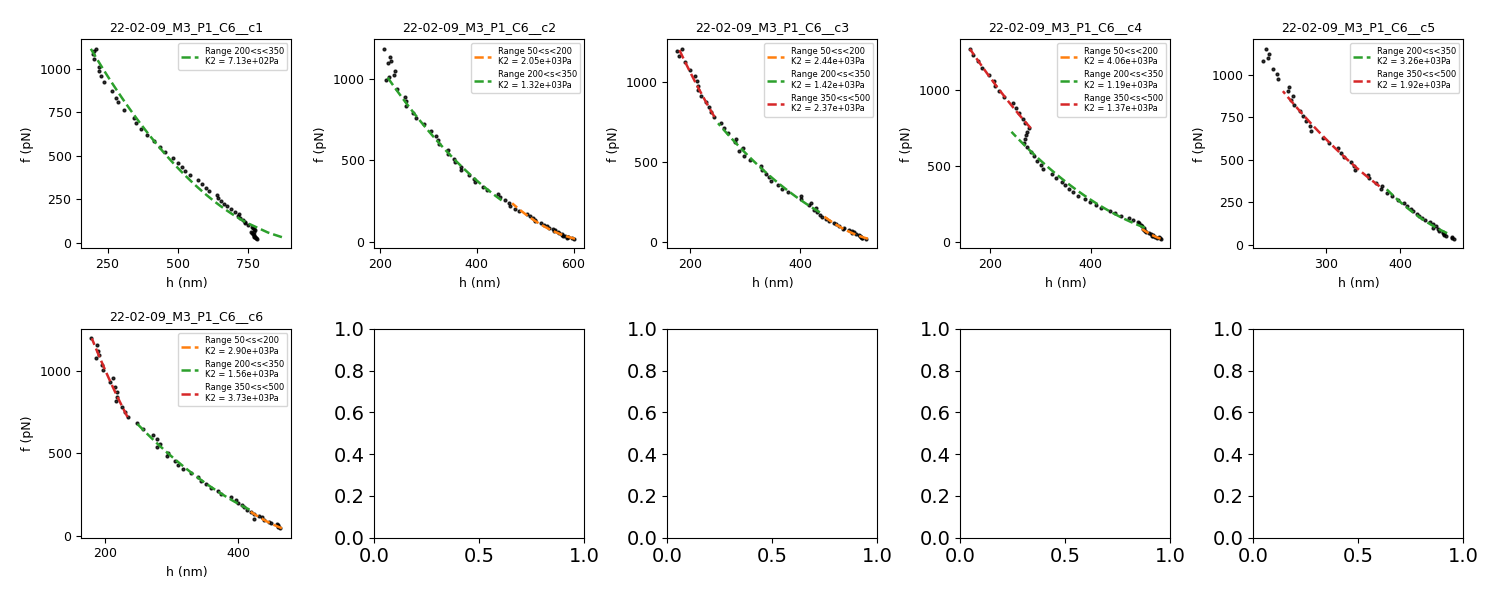 22-02-09_M3_P1_C6__c1
Range 200<s<350
K2 = 7.13e+02Pa
1000
750
500
250
0
f (pN)
250
500
750
h (nm)
22-02-09_M3_P1_C6__c2
Range 50<s<200
K2 = 2.05e+03Pa
Range 200<s<350
K2 = 1.32e+03Pa
1000
500
0
f (pN)
200
400
600
h (nm)
22-02-09_M3_P1_C6__c3
Range 50<s<200
K2 = 2.44e+03Pa
Range 200<s<350
K2 = 1.42e+03Pa
Range 350<s<500
K2 = 2.37e+03Pa
1000
500
0
f (pN)
200
400
h (nm)
22-02-09_M3_P1_C6__c4
Range 50<s<200
K2 = 4.06e+03Pa
Range 200<s<350
K2 = 1.19e+03Pa
Range 350<s<500
K2 = 1.37e+03Pa
1000
500
0
f (pN)
200
400
h (nm)
22-02-09_M3_P1_C6__c5
Range 200<s<350
K2 = 3.26e+03Pa
Range 350<s<500
K2 = 1.92e+03Pa
1000
750
500
250
0
f (pN)
300
400
h (nm)
22-02-09_M3_P1_C6__c6
Range 50<s<200
K2 = 2.90e+03Pa
Range 200<s<350
K2 = 1.56e+03Pa
Range 350<s<500
K2 = 3.73e+03Pa
1000
500
0
f (pN)
200
400
h (nm)
1.0
0.8
0.6
0.4
0.2
0.0
0.0
0.5
1.0
1.0
0.8
0.6
0.4
0.2
0.0
0.0
0.5
1.0
1.0
0.8
0.6
0.4
0.2
0.0
0.0
0.5
1.0
1.0
0.8
0.6
0.4
0.2
0.0
0.0
0.5
1.0